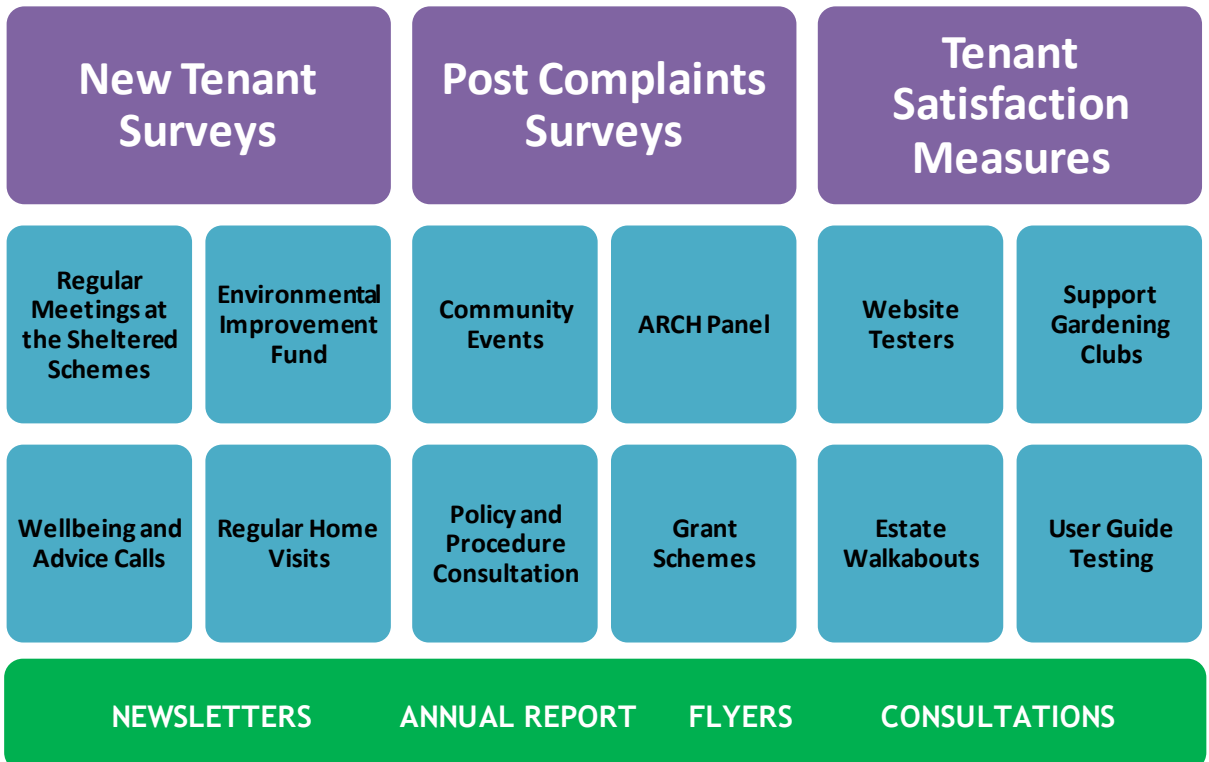 New Tenant
Surveys
Post Complaints
Surveys
Tenant
Satisfaction
Measures
Regular
Meetings at
the Sheltered
Schemes
Environmental
Improvement
Fund
Community
Events
ARCH Panel
Website
Testers
Support
Gardening
Clubs
Wellbeing and
Advice Calls
Regular Home
Visits
Policy and
Procedure
Consultation
Grant
Schemes
Estate
Walkabouts
User Guide
Testing
NEWSLETTERS ANNUAL REPORT FLYERS CONSULTATIONS